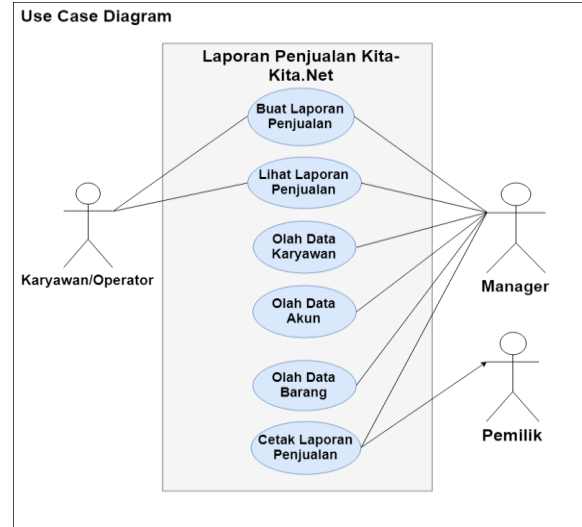 Use Case Diagram
Laporan Penjualan Kita-
Kita.Net
Buat Laporan
Penjualan
Lihat Laporan
Penjualan
Olah Data
Karyawan
Karyawan/Operator
Manager
Olah Data
Akun
Olah Data
Barang
Pemilik
Cetak Laporan
Penjualan